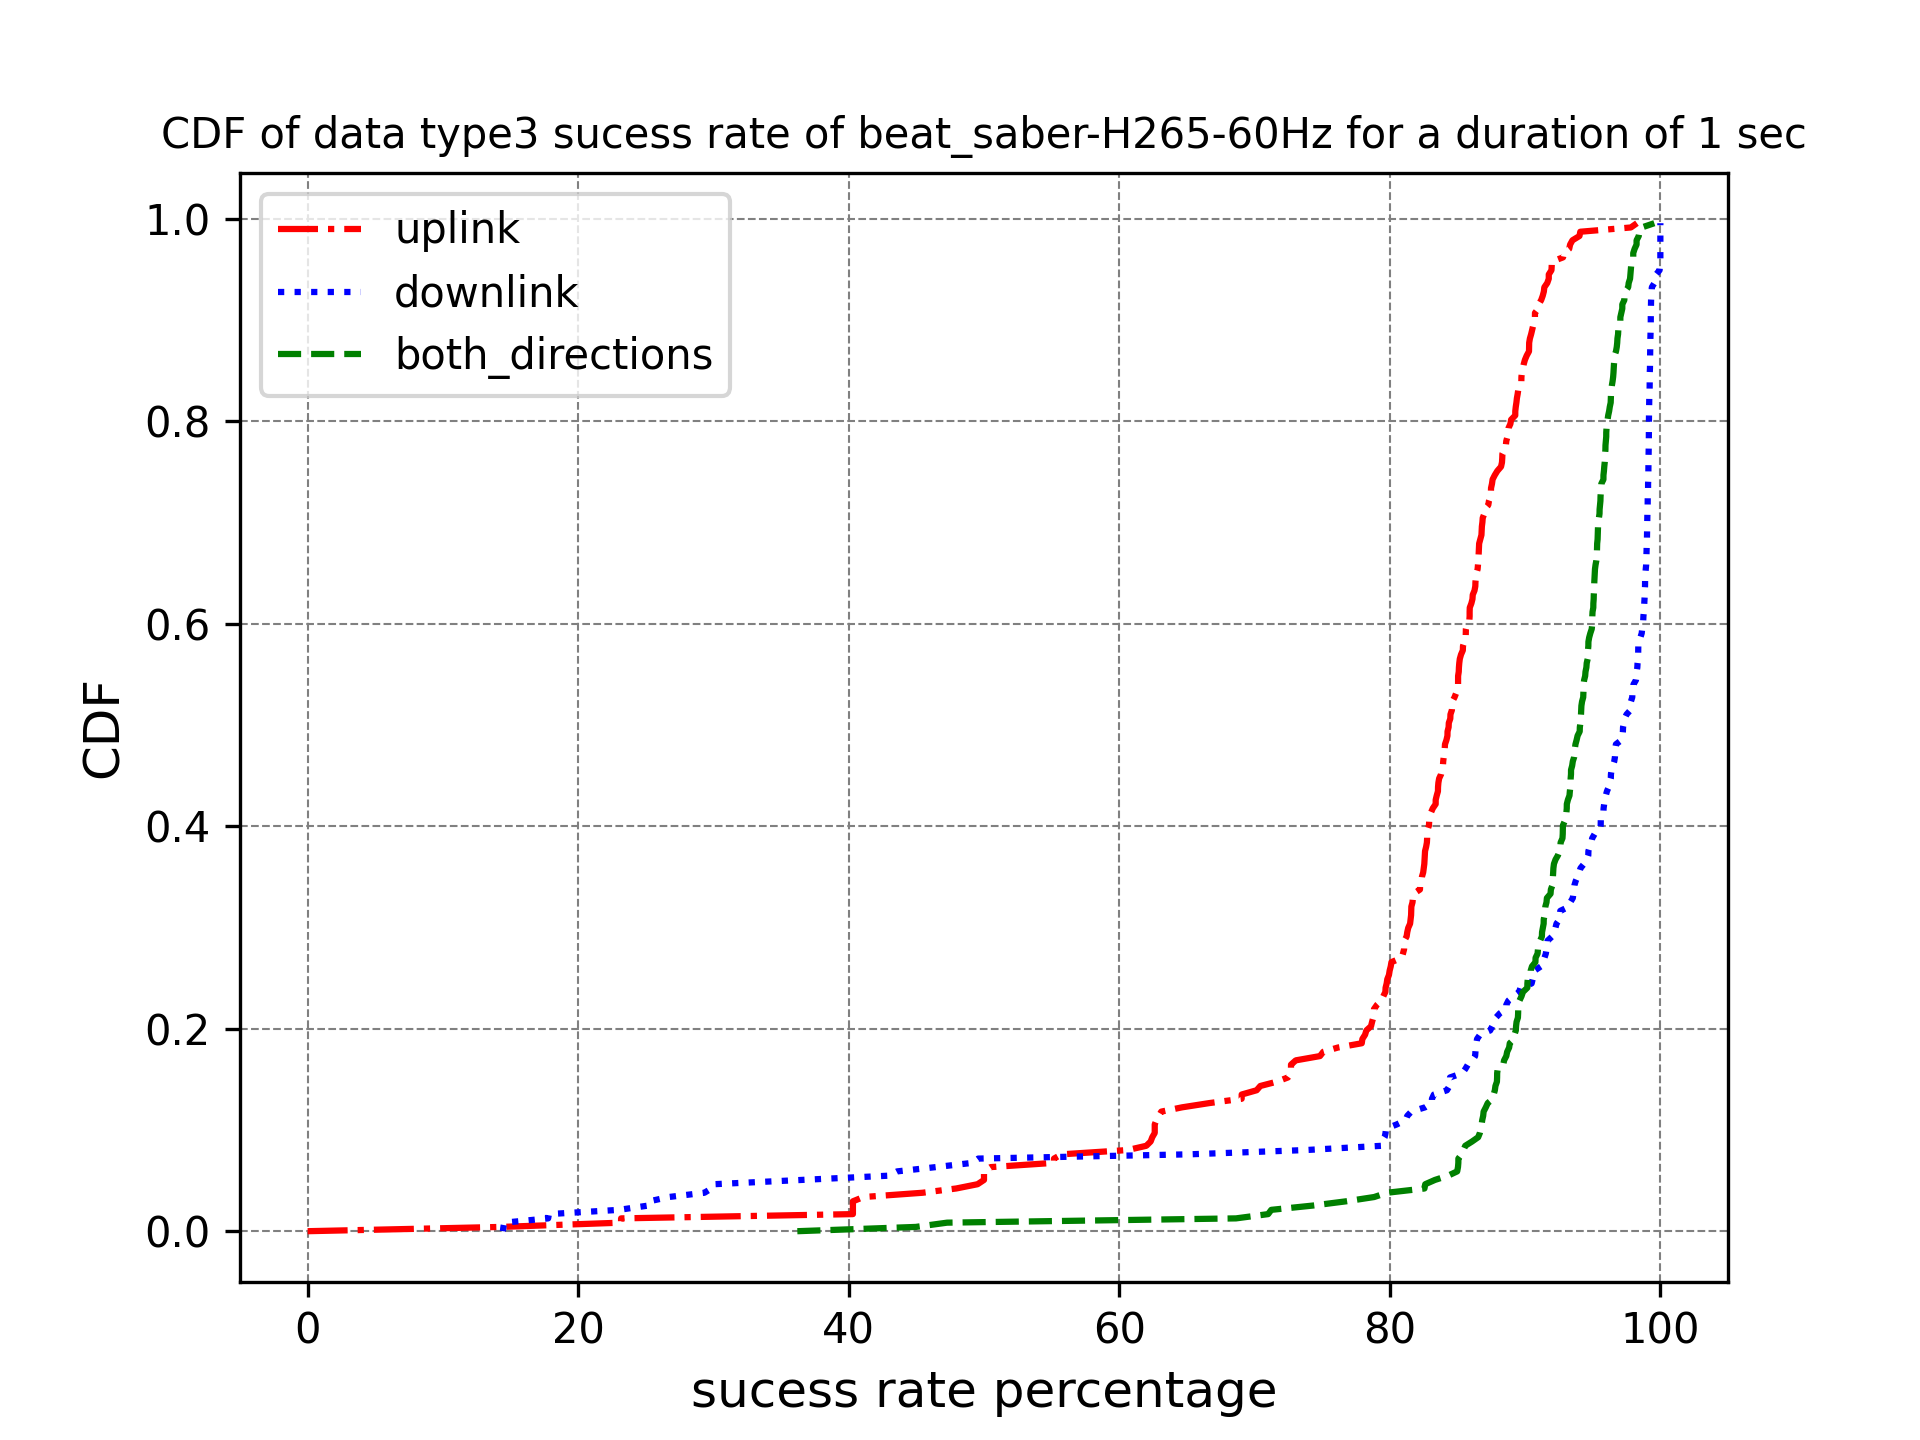 CDF of data type3 sucess rate of beat_saber-H265-60Hz for a duration of 1 sec
uplink
downlink
both_directions
1.0
0.8
0.6
0.4
0.2
0.0
CDF
0 20 40 60 80 100
sucess rate percentage